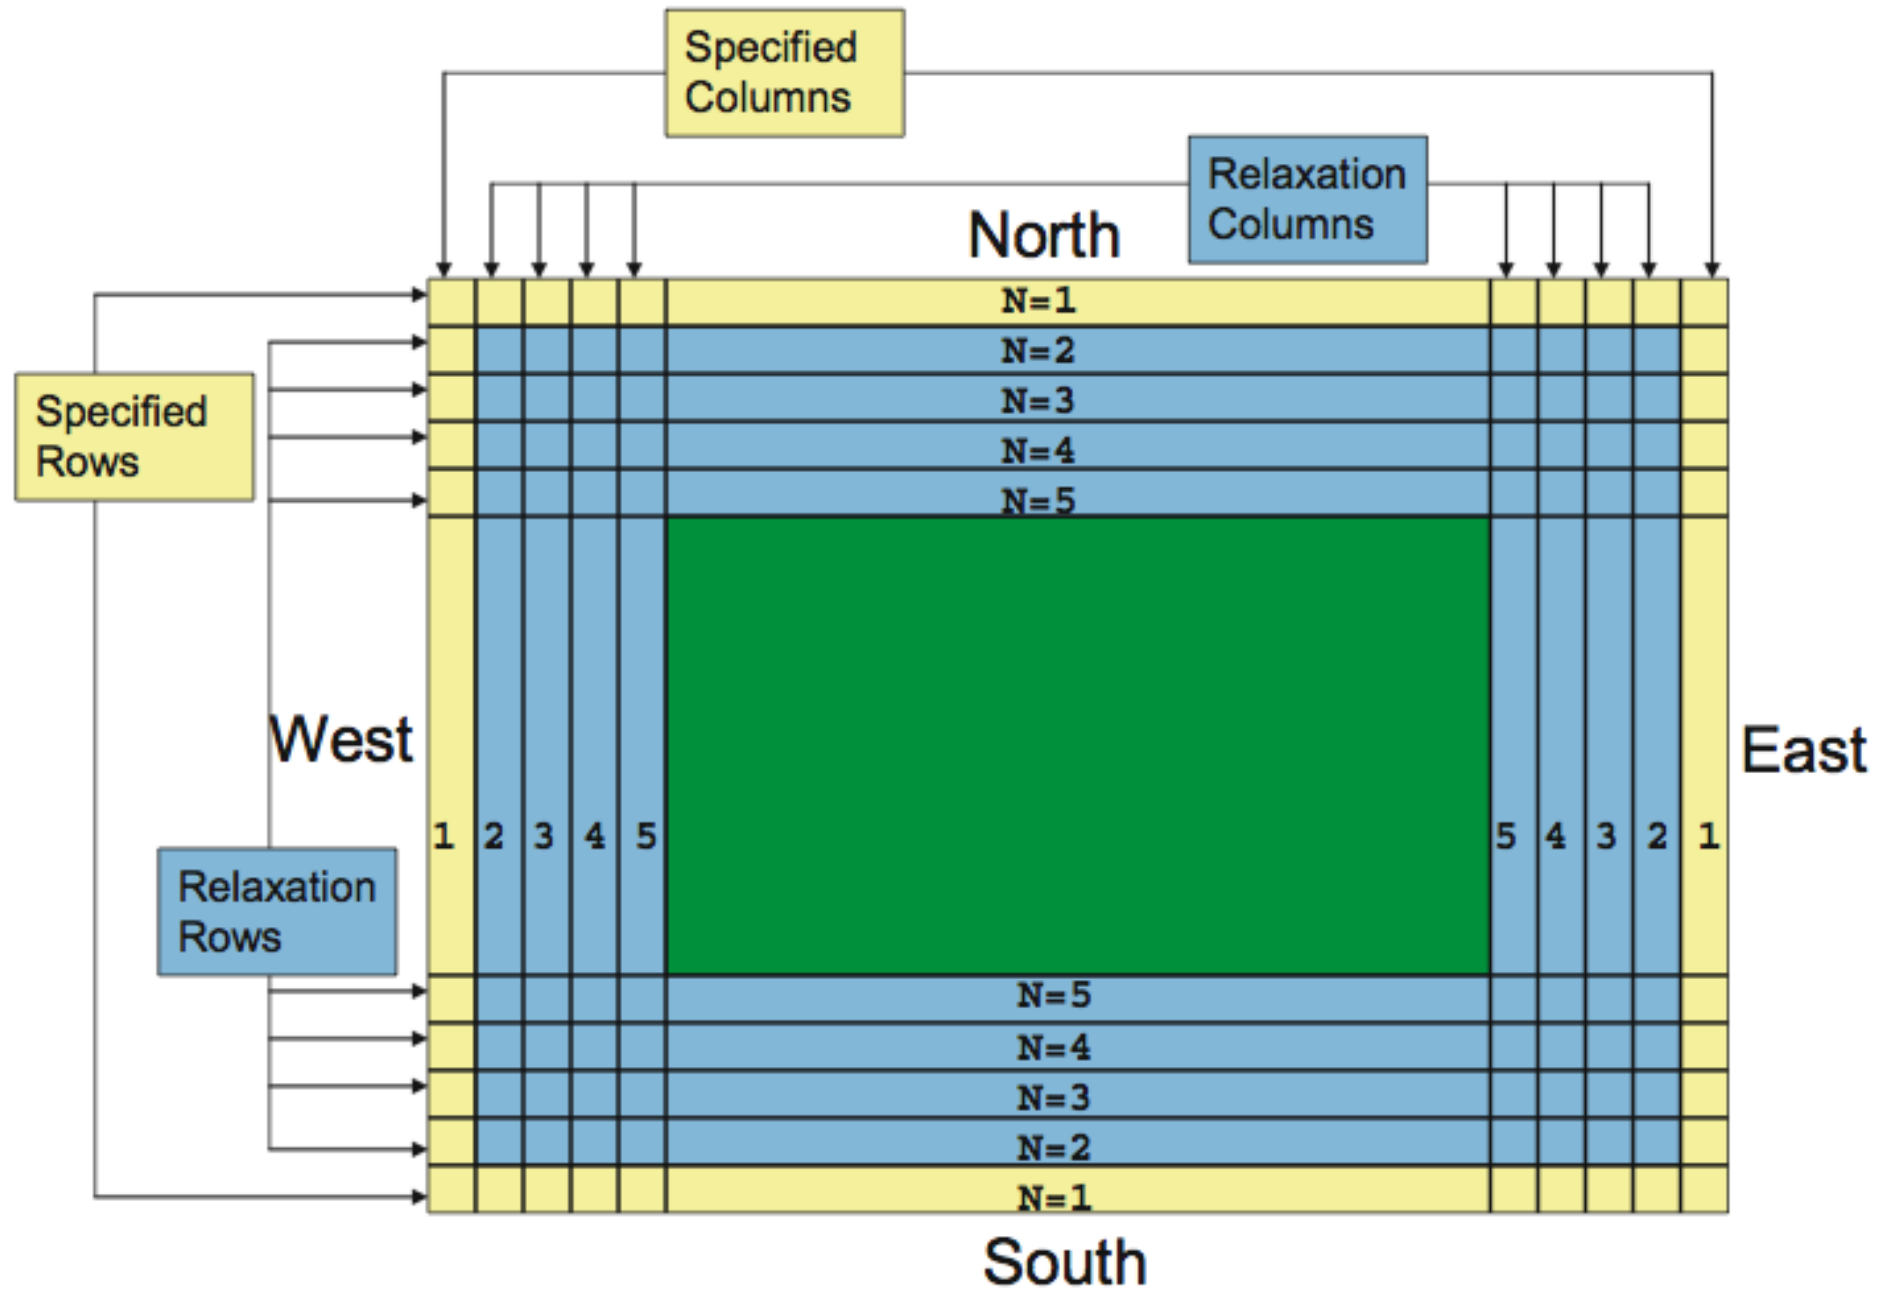 Specified
Columns
Relaxation
Columns
North
N=1
N=2
N=3
N=4
N=5
Specified
Rows
West
East
1 2 3 4 5 5 4 3 2 1
Relaxation
Rows
N=5
N=4
N=3
N=2
N=1
South